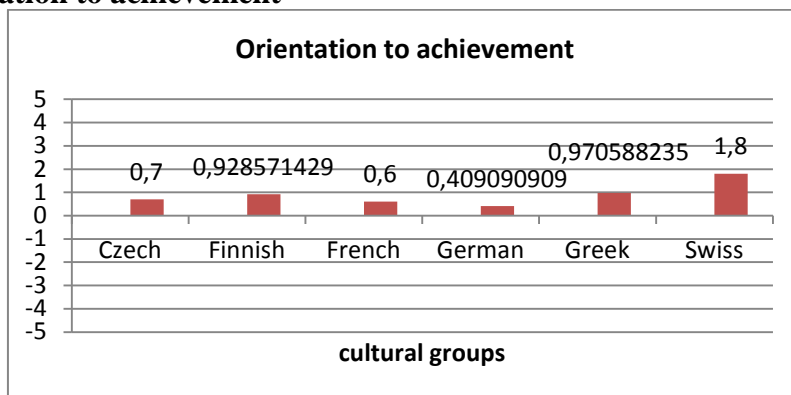 ation to achievement
Orientation to achievement
5
4
3
2
1
0
-1
-2
-3
-4
-5
0,7
0,928571429
0,6
0,409090909
0,970588235
1,8
Czech
Finnish
French
German
Greek
Swiss
cultural groups